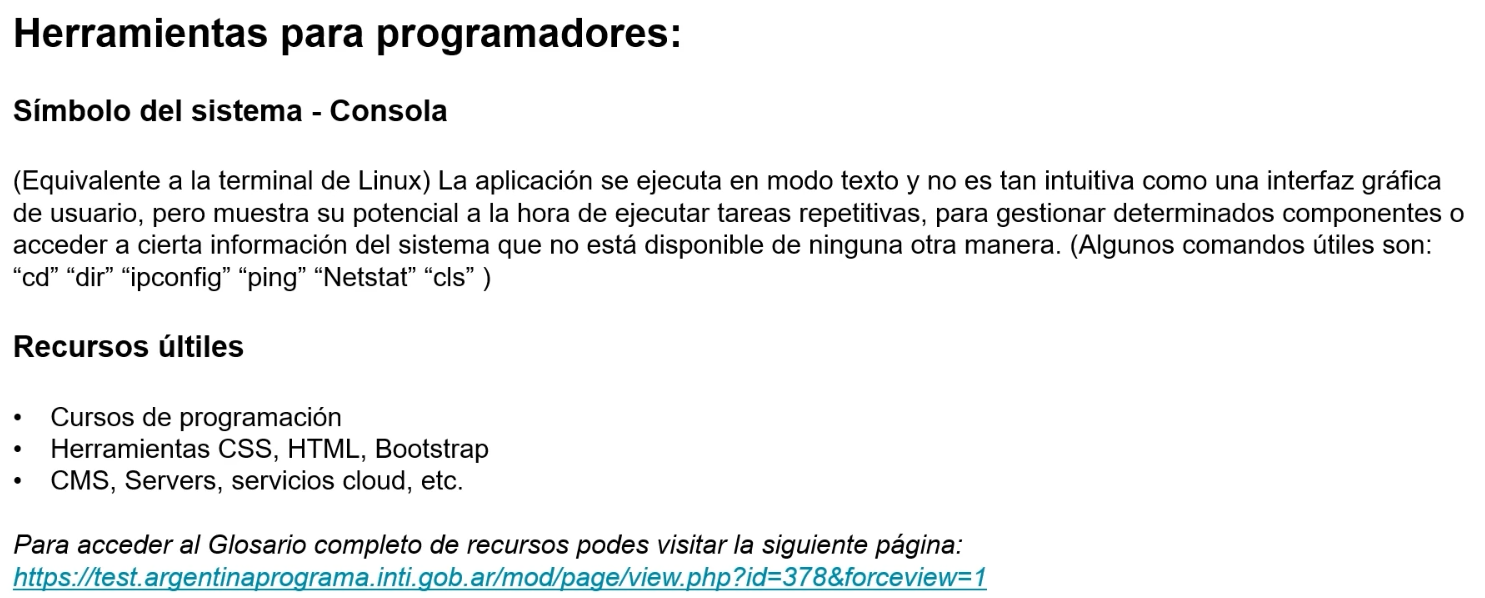 Herramientas para programadores:
Símbolo del sistema - Consola
(Equivalente a la terminal de Linux) La aplicación se ejecuta en modo texto y no es tan intuitiva como una interfaz gráfica
de usuario, pero muestra su potencial a la hora de ejecutar tareas repetitivas, para gestionar determinados componentes o
acceder a cierta información del sistema que no está disponible de ninguna otra manera. (Algunos comandos útiles son:
“cd” “dir” “ipconfig” “ping” “Netstat” “cls” )
Recursos últiles
• Cursos de programación
• Herramientas CSS, HTML, Bootstrap
• CMS, Servers, servicios cloud, etc.
Para acceder al Glosario completo de recursos podes visitar la siguiente página:
https://test.argentinaprograma.inti.gob.ar/mod/page/view.php?id=378&forceview=1